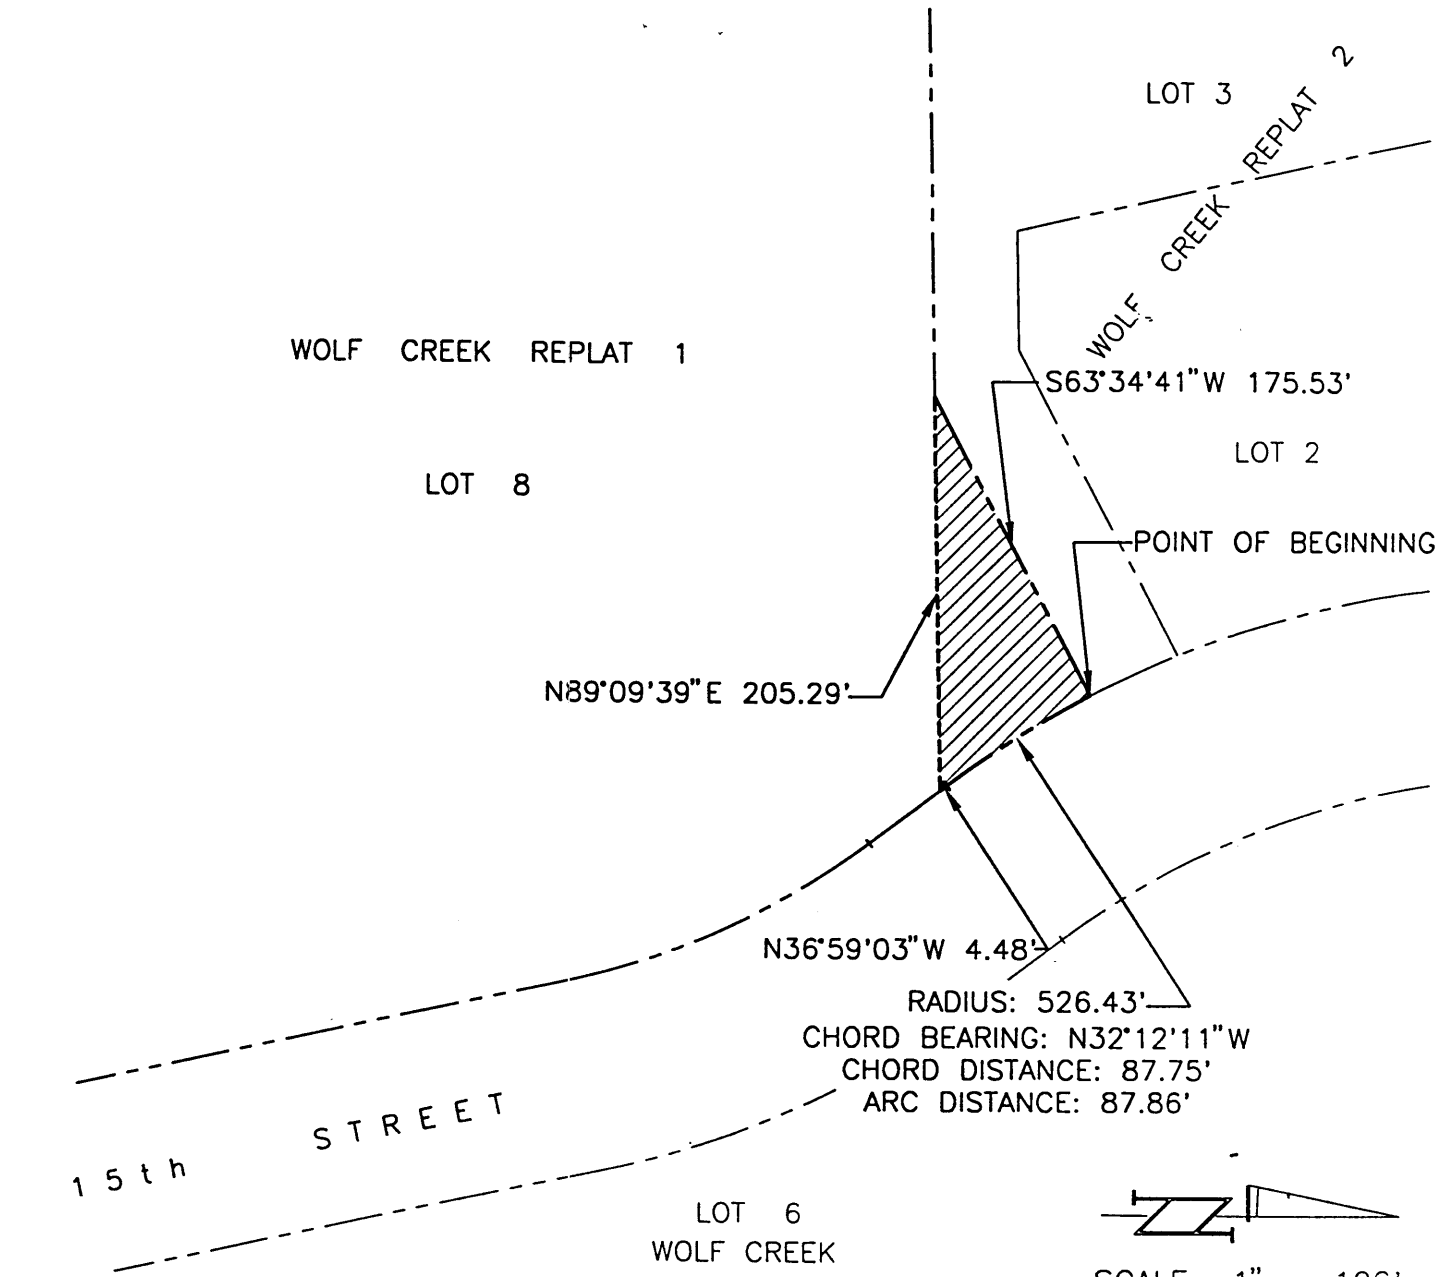 LOT 3
WOLF CREEK REPLAT 2
WOLF CREEK REPLAT 1
S63°34'41"W 175.53'
LOT 2
LOT 8
POINT OF BEGINNING
N89°09'39"E 205.29'
N36°59'03"W 4.48'
RADIUS: 526.43'
CHORD BEARING: N32°12'11"W
CHORD DISTANCE: 87.75'
ARC DISTANCE: 87.86'
15th STREET
LOT 6
WOLF CREEK